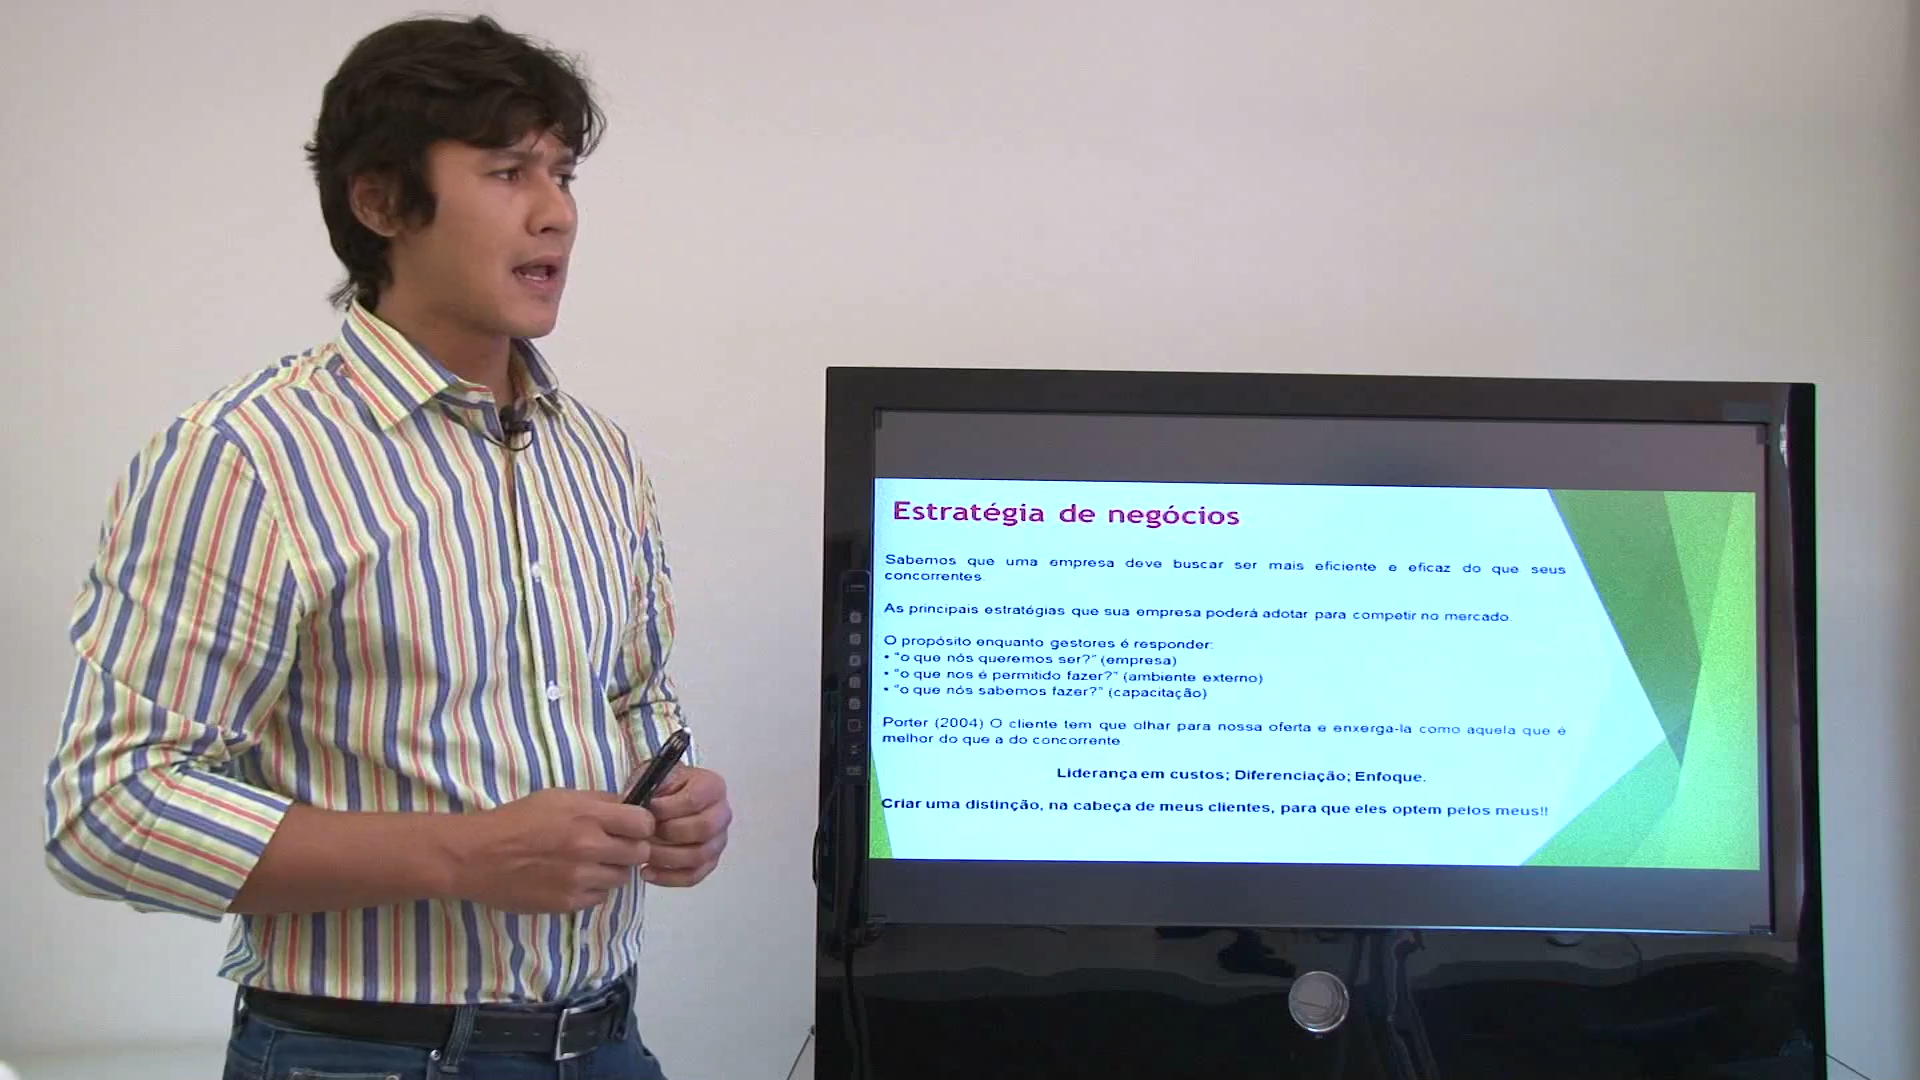 Estratégia de negócios
Sabemos que uma empresa deve buscar ser mais eficiente e eficaz do que seus
concorrentes.
As principais estratégias que sua empresa poderá adotar para competir no mercado.
O propósito enquanto gestores é responder:
• "o que nós queremos ser?" (empresa)
• "o que nos é permitido fazer?" (ambiente externo)
• "o que nós sabemos fazer?" (capacitação)
Porter (2004) O cliente tem que olhar para nossa oferta e enxerga-la como aquela que é
melhor do que a do concorrente.
Liderança em custos; Diferenciação; Enfoque.
Criar uma distinção, na cabeça de meus clientes, para que eles optem pelos meus!!